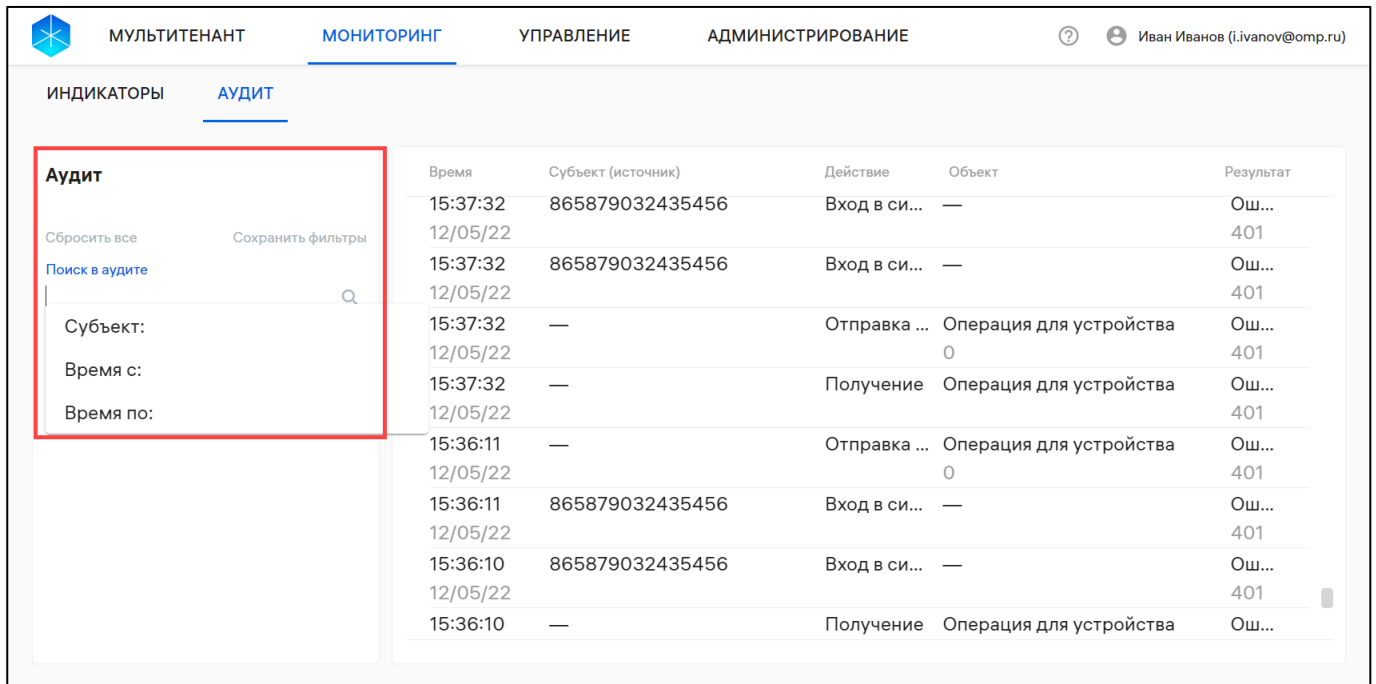 МУЛЬТИТЕНАНТ МОНИТОРИНГ УПРАВЛЕНИЕ АДМИНИСТРИРОВАНИЕ ? Иван Иванов (i.ivanov@omp.ru)
ИНДИКАТОРЫ АУДИТ
Аудит
Сбросить все Сохранить фильтры
Поиск в аудите
Субъект:
Время с:
Время по:
Время Субъект (источник) Действие Объект Результат
15:37:32 865879032435456 Вход в си... — Ош...
12/05/22 401
15:37:32 865879032435456 Вход в си... — Ош...
12/05/22 401
15:37:32 — Отправка ... Операция для устройства Ош...
12/05/22 0 401
15:37:32 — Получение Операция для устройства Ош...
12/05/22 401
15:36:11 — Отправка ... Операция для устройства Ош...
12/05/22 0 401
15:36:11 865879032435456 Вход в си... — Ош...
12/05/22 401
15:36:10 865879032435456 Вход в си... — Ош...
12/05/22 401
15:36:10 — Получение Операция для устройства Ош...